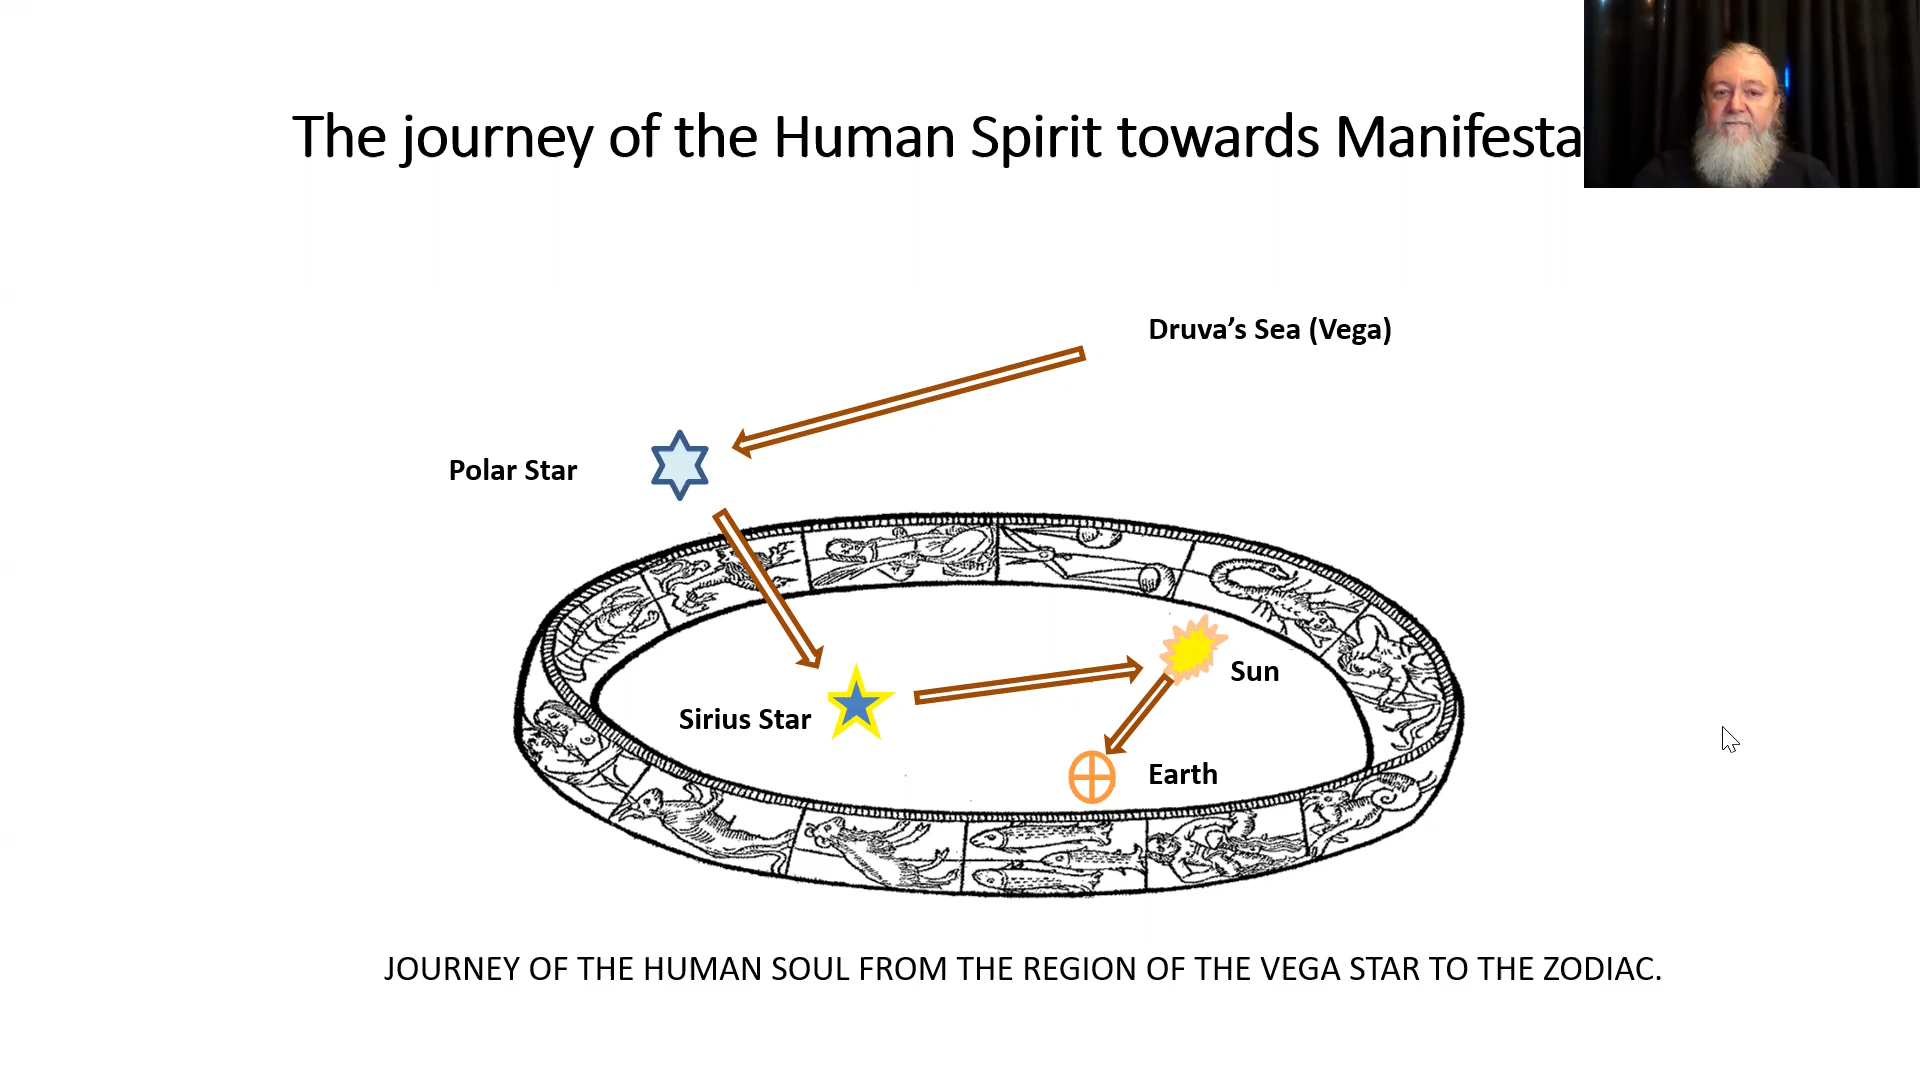 The journey of the Human Spirit towards Manifesta
Druva's Sea (Vega)
Polar Star
Sun
Sirius Star
Earth
JOURNEY OF THE HUMAN SOUL FROM THE REGION OF THE VEGA STAR TO THE ZODIAC.